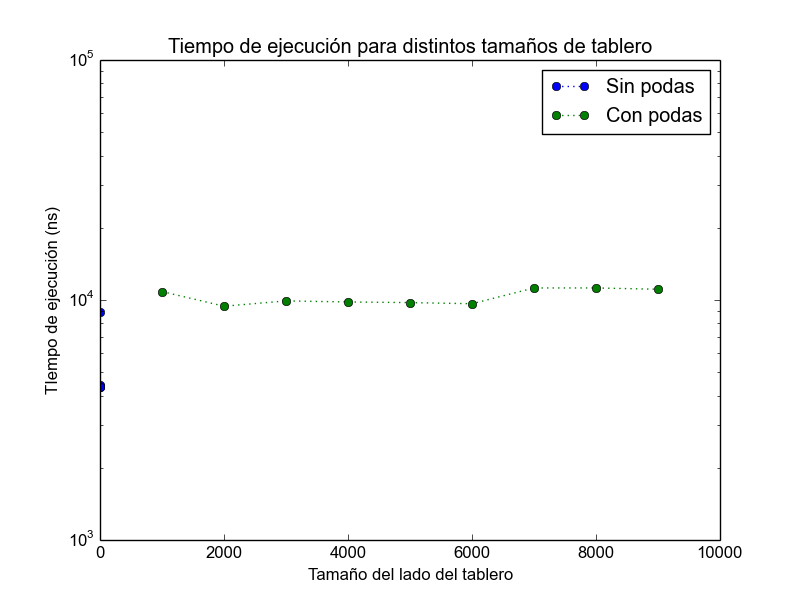 Tiempo de ejecución para distintos tamaños de tablero
10^5
Sin podas
Con podas
TIempo de ejecución (ns)
10^4
10^3
0 2000 4000 6000 8000 10000
Tamaño del lado del tablero